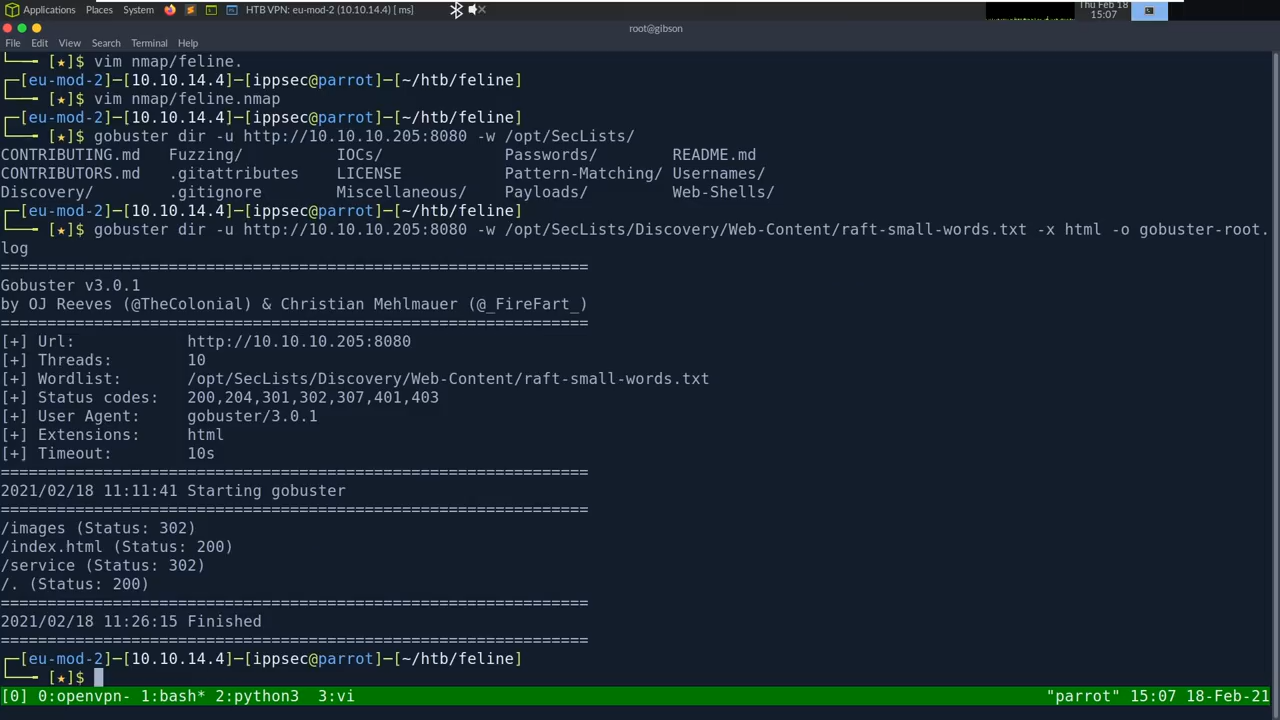 Applications Places System HTB VPN: eu-mod-2 (10.10.14.4) [ ms] Thu Feb 18
15:07
root@gibson
File Edit View Search Terminal Help
└──╼ [★]$ vim nmap/feline.
┌─[eu-mod-2]─[10.10.14.4]─[ippsec@parrot]─[~/htb/feline]
└──╼ [★]$ vim nmap/feline.nmap
┌─[eu-mod-2]─[10.10.14.4]─[ippsec@parrot]─[~/htb/feline]
└──╼ [★]$ gobuster dir -u http://10.10.10.205:8080 -w /opt/SecLists/
CONTRIBUTING.md Fuzzing/ IOCs/ Passwords/ README.md
CONTRIBUTORS.md .gitattributes LICENSE Pattern-Matching/ Usernames/
Discovery/ .gitignore Miscellaneous/ Payloads/ Web-Shells/
┌─[eu-mod-2]─[10.10.14.4]─[ippsec@parrot]─[~/htb/feline]
└──╼ [★]$ gobuster dir -u http://10.10.10.205:8080 -w /opt/SecLists/Discovery/Web-Content/raft-small-words.txt -x html -o gobuster-root.
log
===============================================================
Gobuster v3.0.1
by OJ Reeves (@TheColonial) & Christian Mehlmauer (@_FireFart_)
===============================================================
[+] Url: http://10.10.10.205:8080
[+] Threads: 10
[+] Wordlist: /opt/SecLists/Discovery/Web-Content/raft-small-words.txt
[+] Status codes: 200,204,301,302,307,401,403
[+] User Agent: gobuster/3.0.1
[+] Extensions: html
[+] Timeout: 10s
===============================================================
2021/02/18 11:11:41 Starting gobuster
===============================================================
/images (Status: 302)
/index.html (Status: 200)
/service (Status: 302)
/. (Status: 200)
===============================================================
2021/02/18 11:26:15 Finished
===============================================================
┌─[eu-mod-2]─[10.10.14.4]─[ippsec@parrot]─[~/htb/feline]
└──╼ [★]$
[0] 0:openvpn- 1:bash* 2:python3 3:vi "parrot" 15:07 18-Feb-21